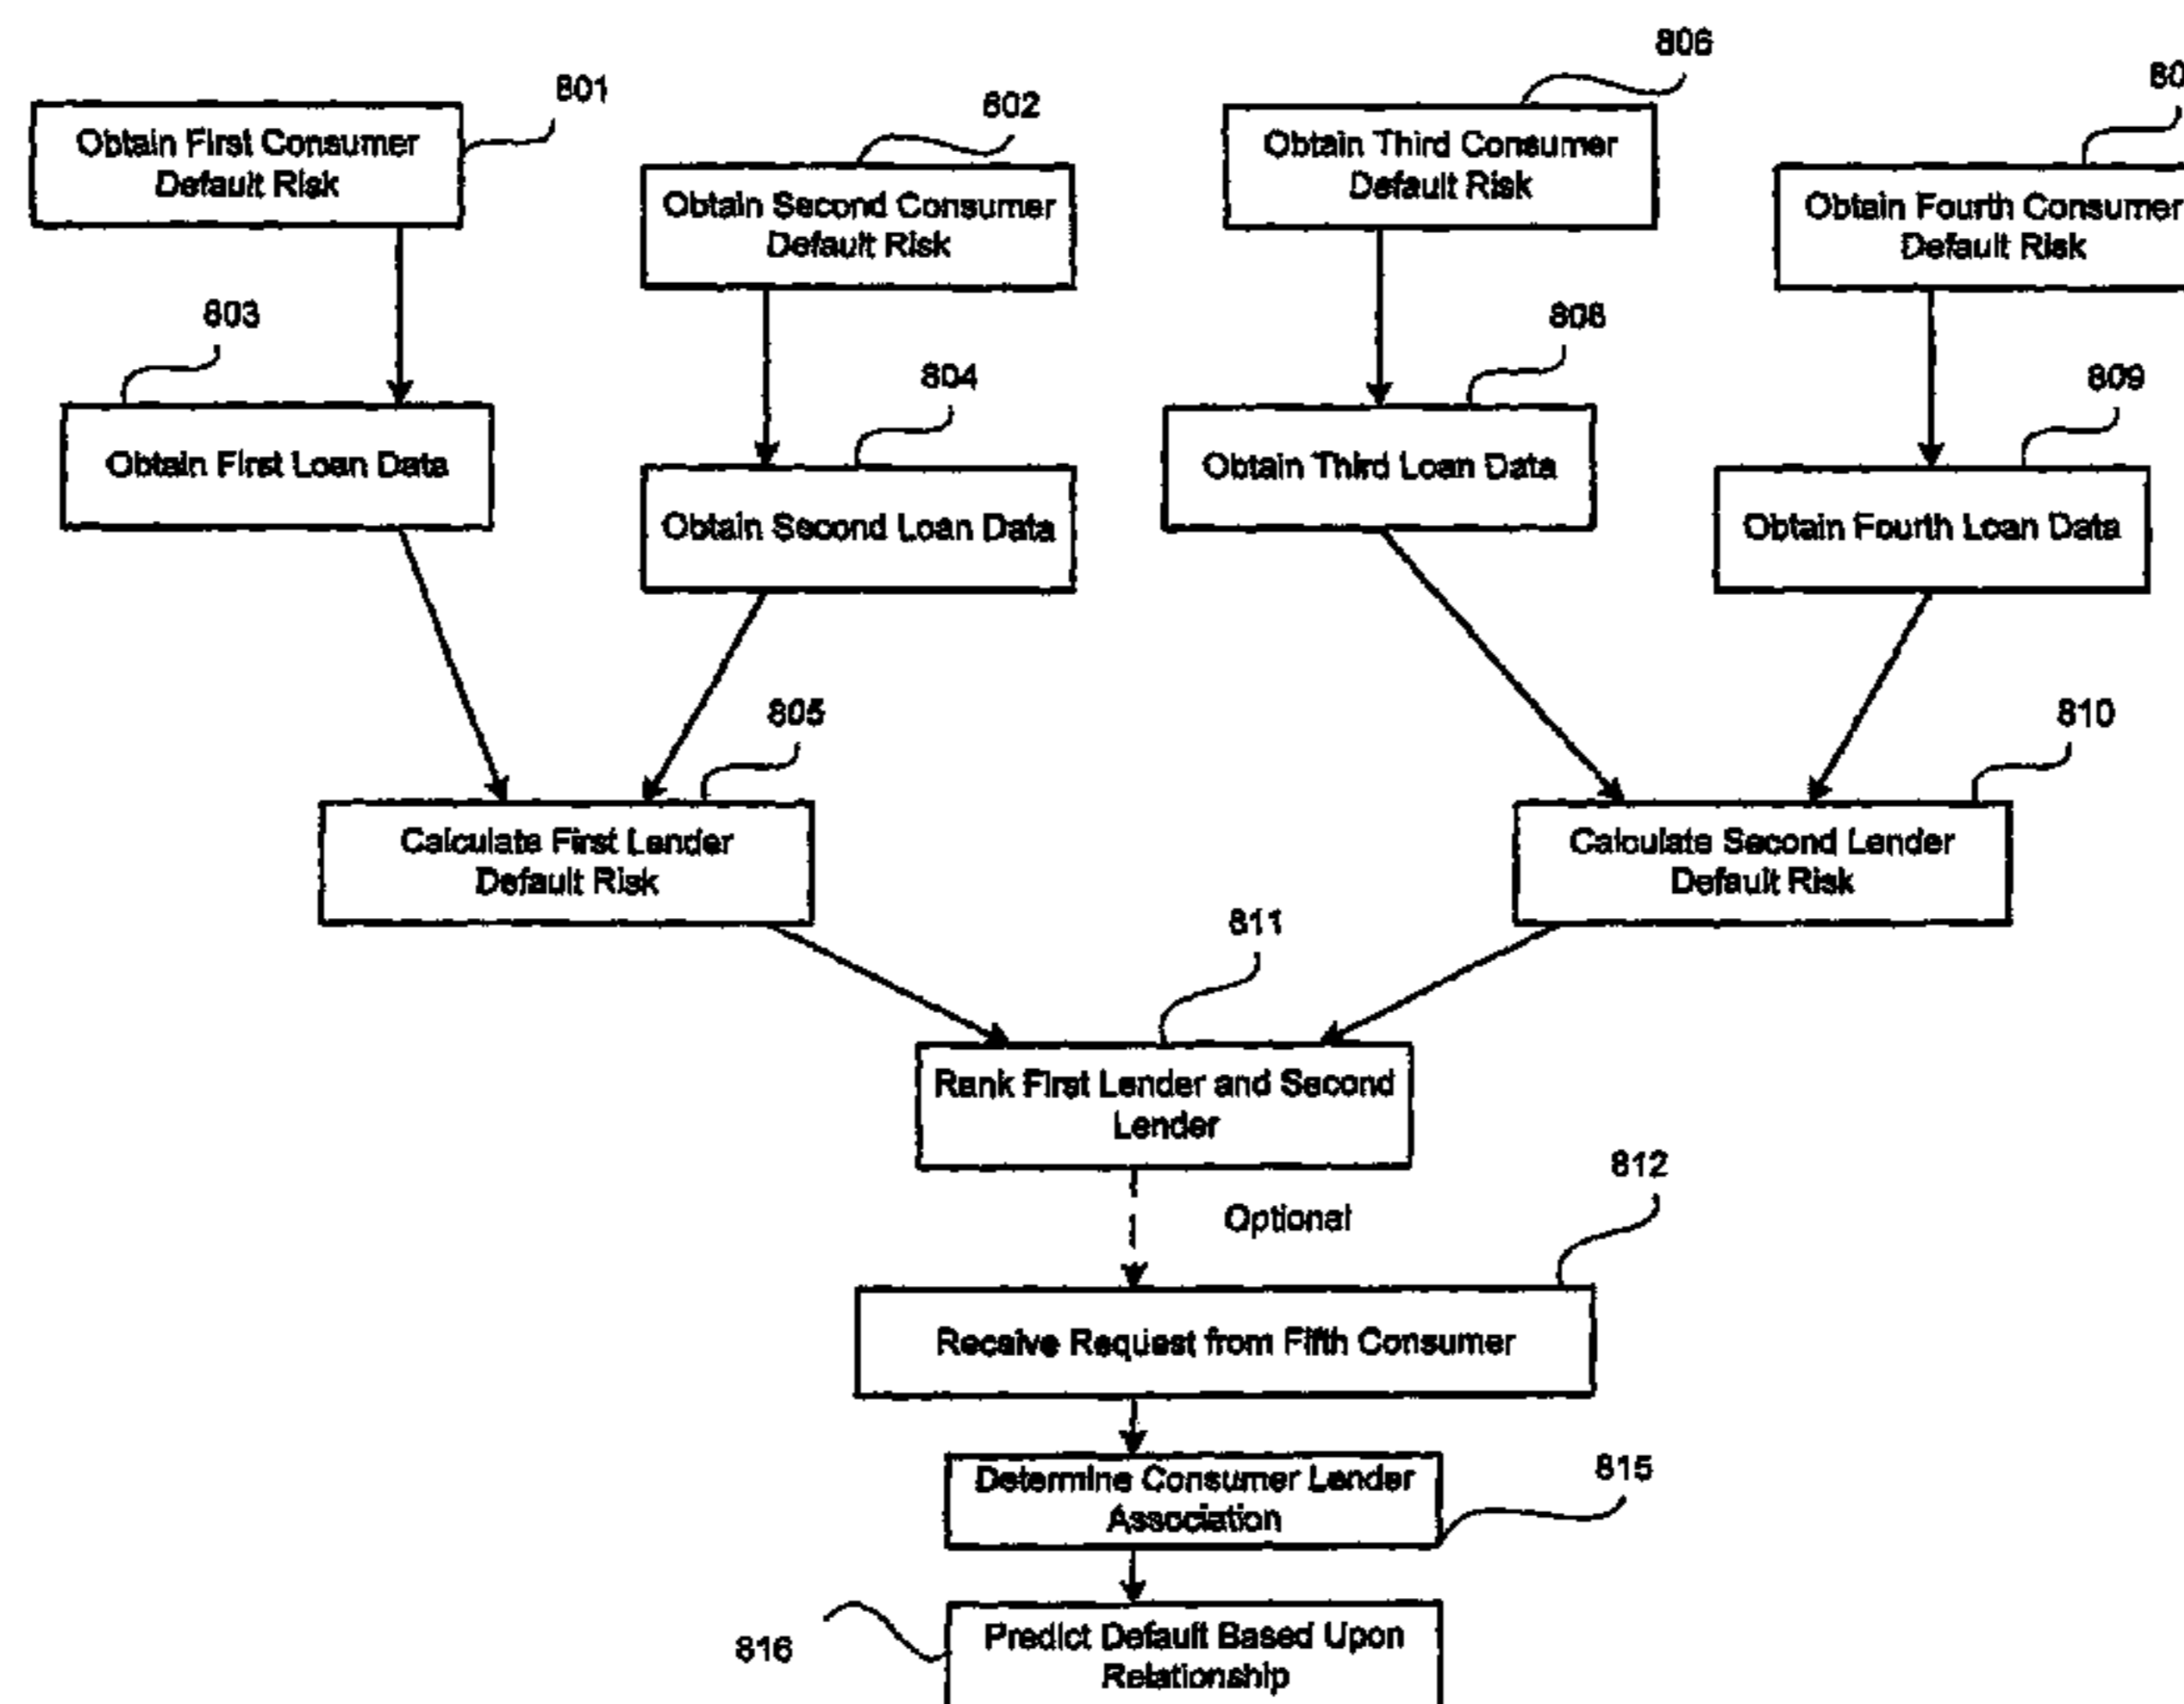 801
Obtain First Consumer
Default Risk
802
Obtain Second Consumer
Default Risk
806
Obtain Third Consumer
Default Risk
Obtain Fourth Consumer
Default Risk
803
Obtain First Loan Data
804
Obtain Second Loan Data
808
Obtain Third Loan Data
809
Obtain Fourth Loan Data
805
Calculate First Lender
Default Risk
810
Calculate Second Lender
Default Risk
811
Rank First Lender and Second
Lender
Optional
812
Receive Request from Fifth Consumer
Determine Consumer Lender
Association
815
816
Predict Default Based Upon
Relationship